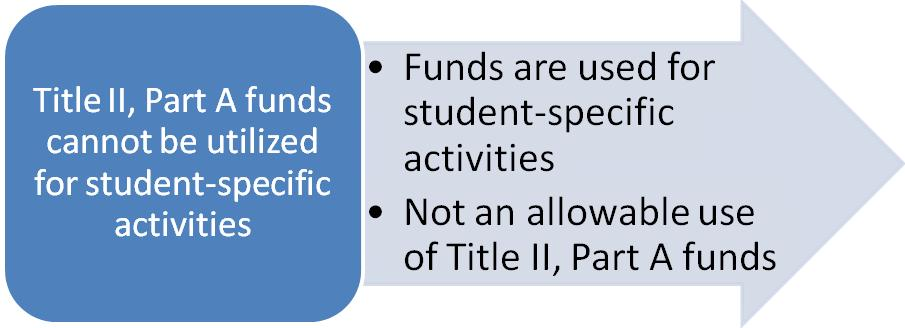 Title II, Part A funds
cannot be utilized
for student-specific
activities
• Funds are used for
student-specific
activities
• Not an allowable use
of Title II, Part A funds